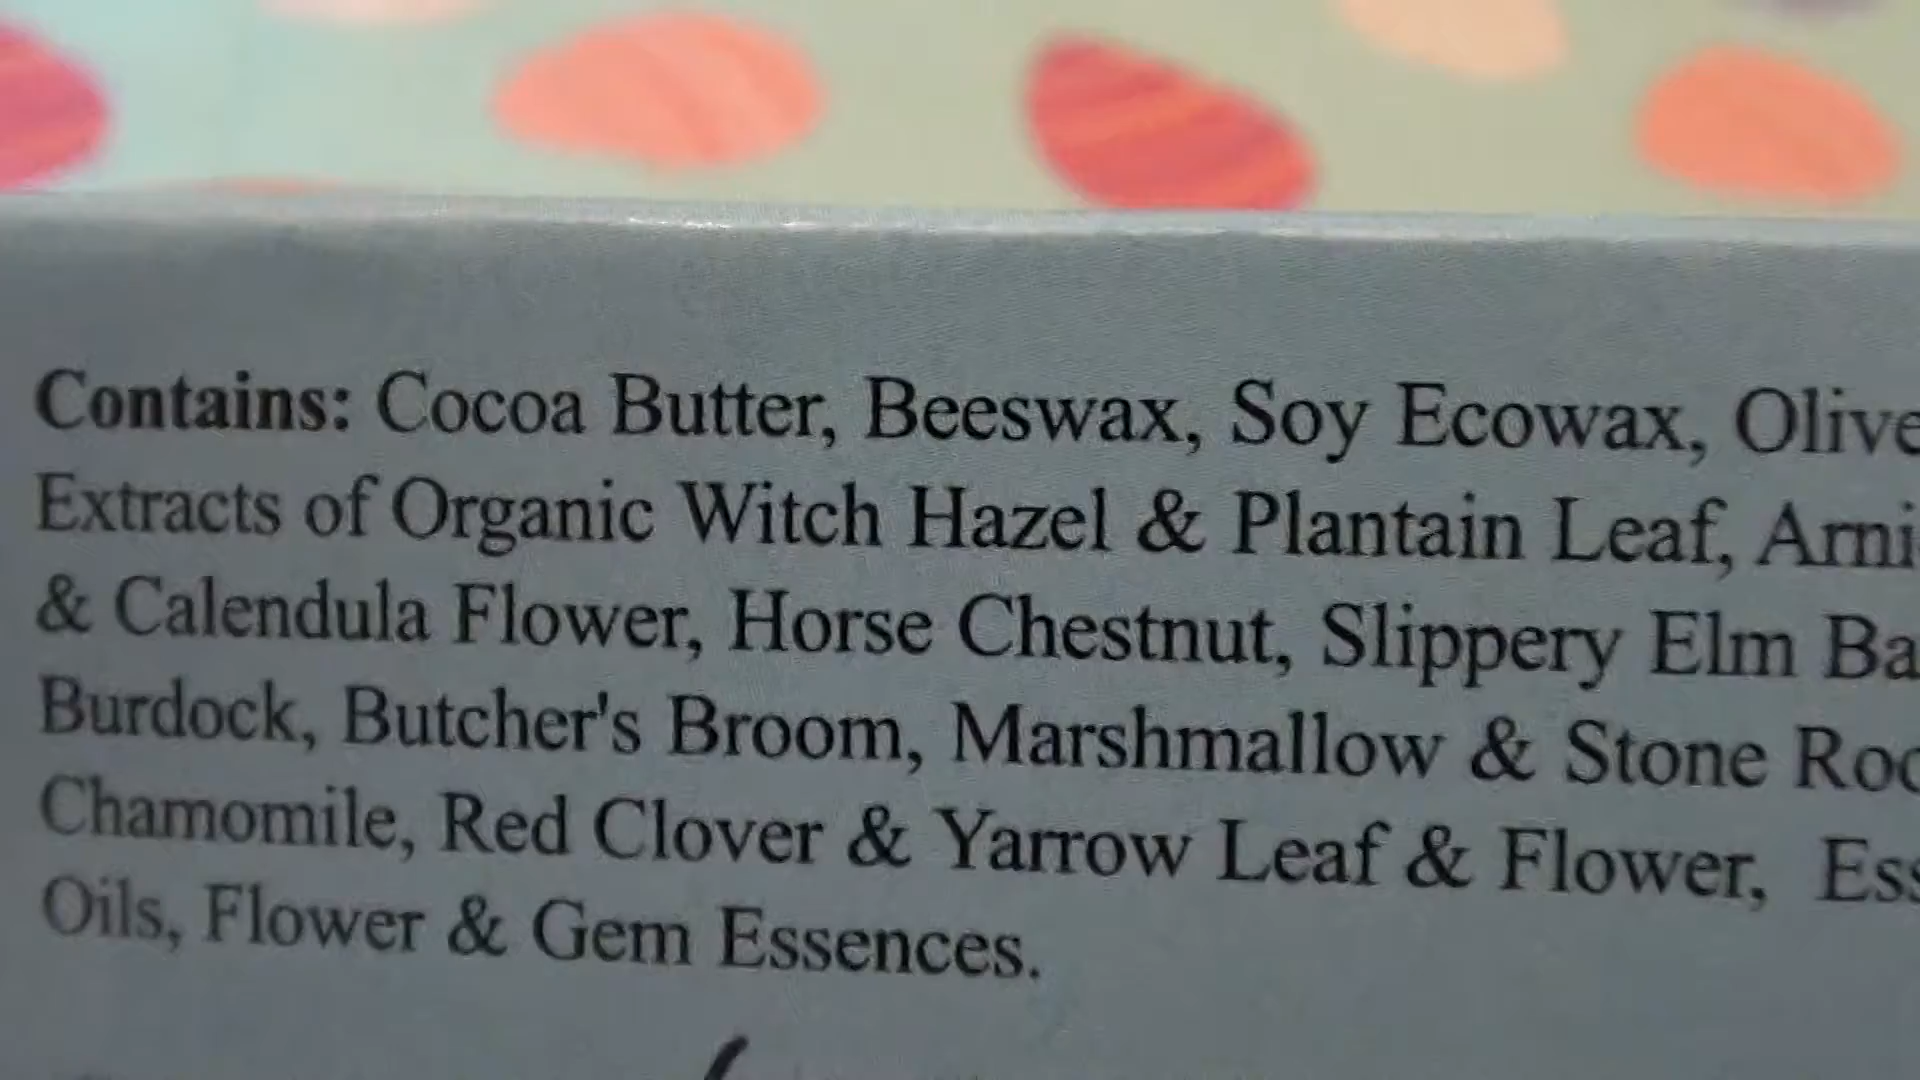 Contains: Cocoa Butter, Beeswax, Soy Ecowax, Olive
Extracts of Organic Witch Hazel & Plantain Leaf, Arni
& Calendula Flower, Horse Chestnut, Slippery Elm Ba
Burdock, Butcher's Broom, Marshmallow & Stone Roo
Chamomile, Red Clover & Yarrow Leaf & Flower, Ess
Oils, Flower & Gem Essences.